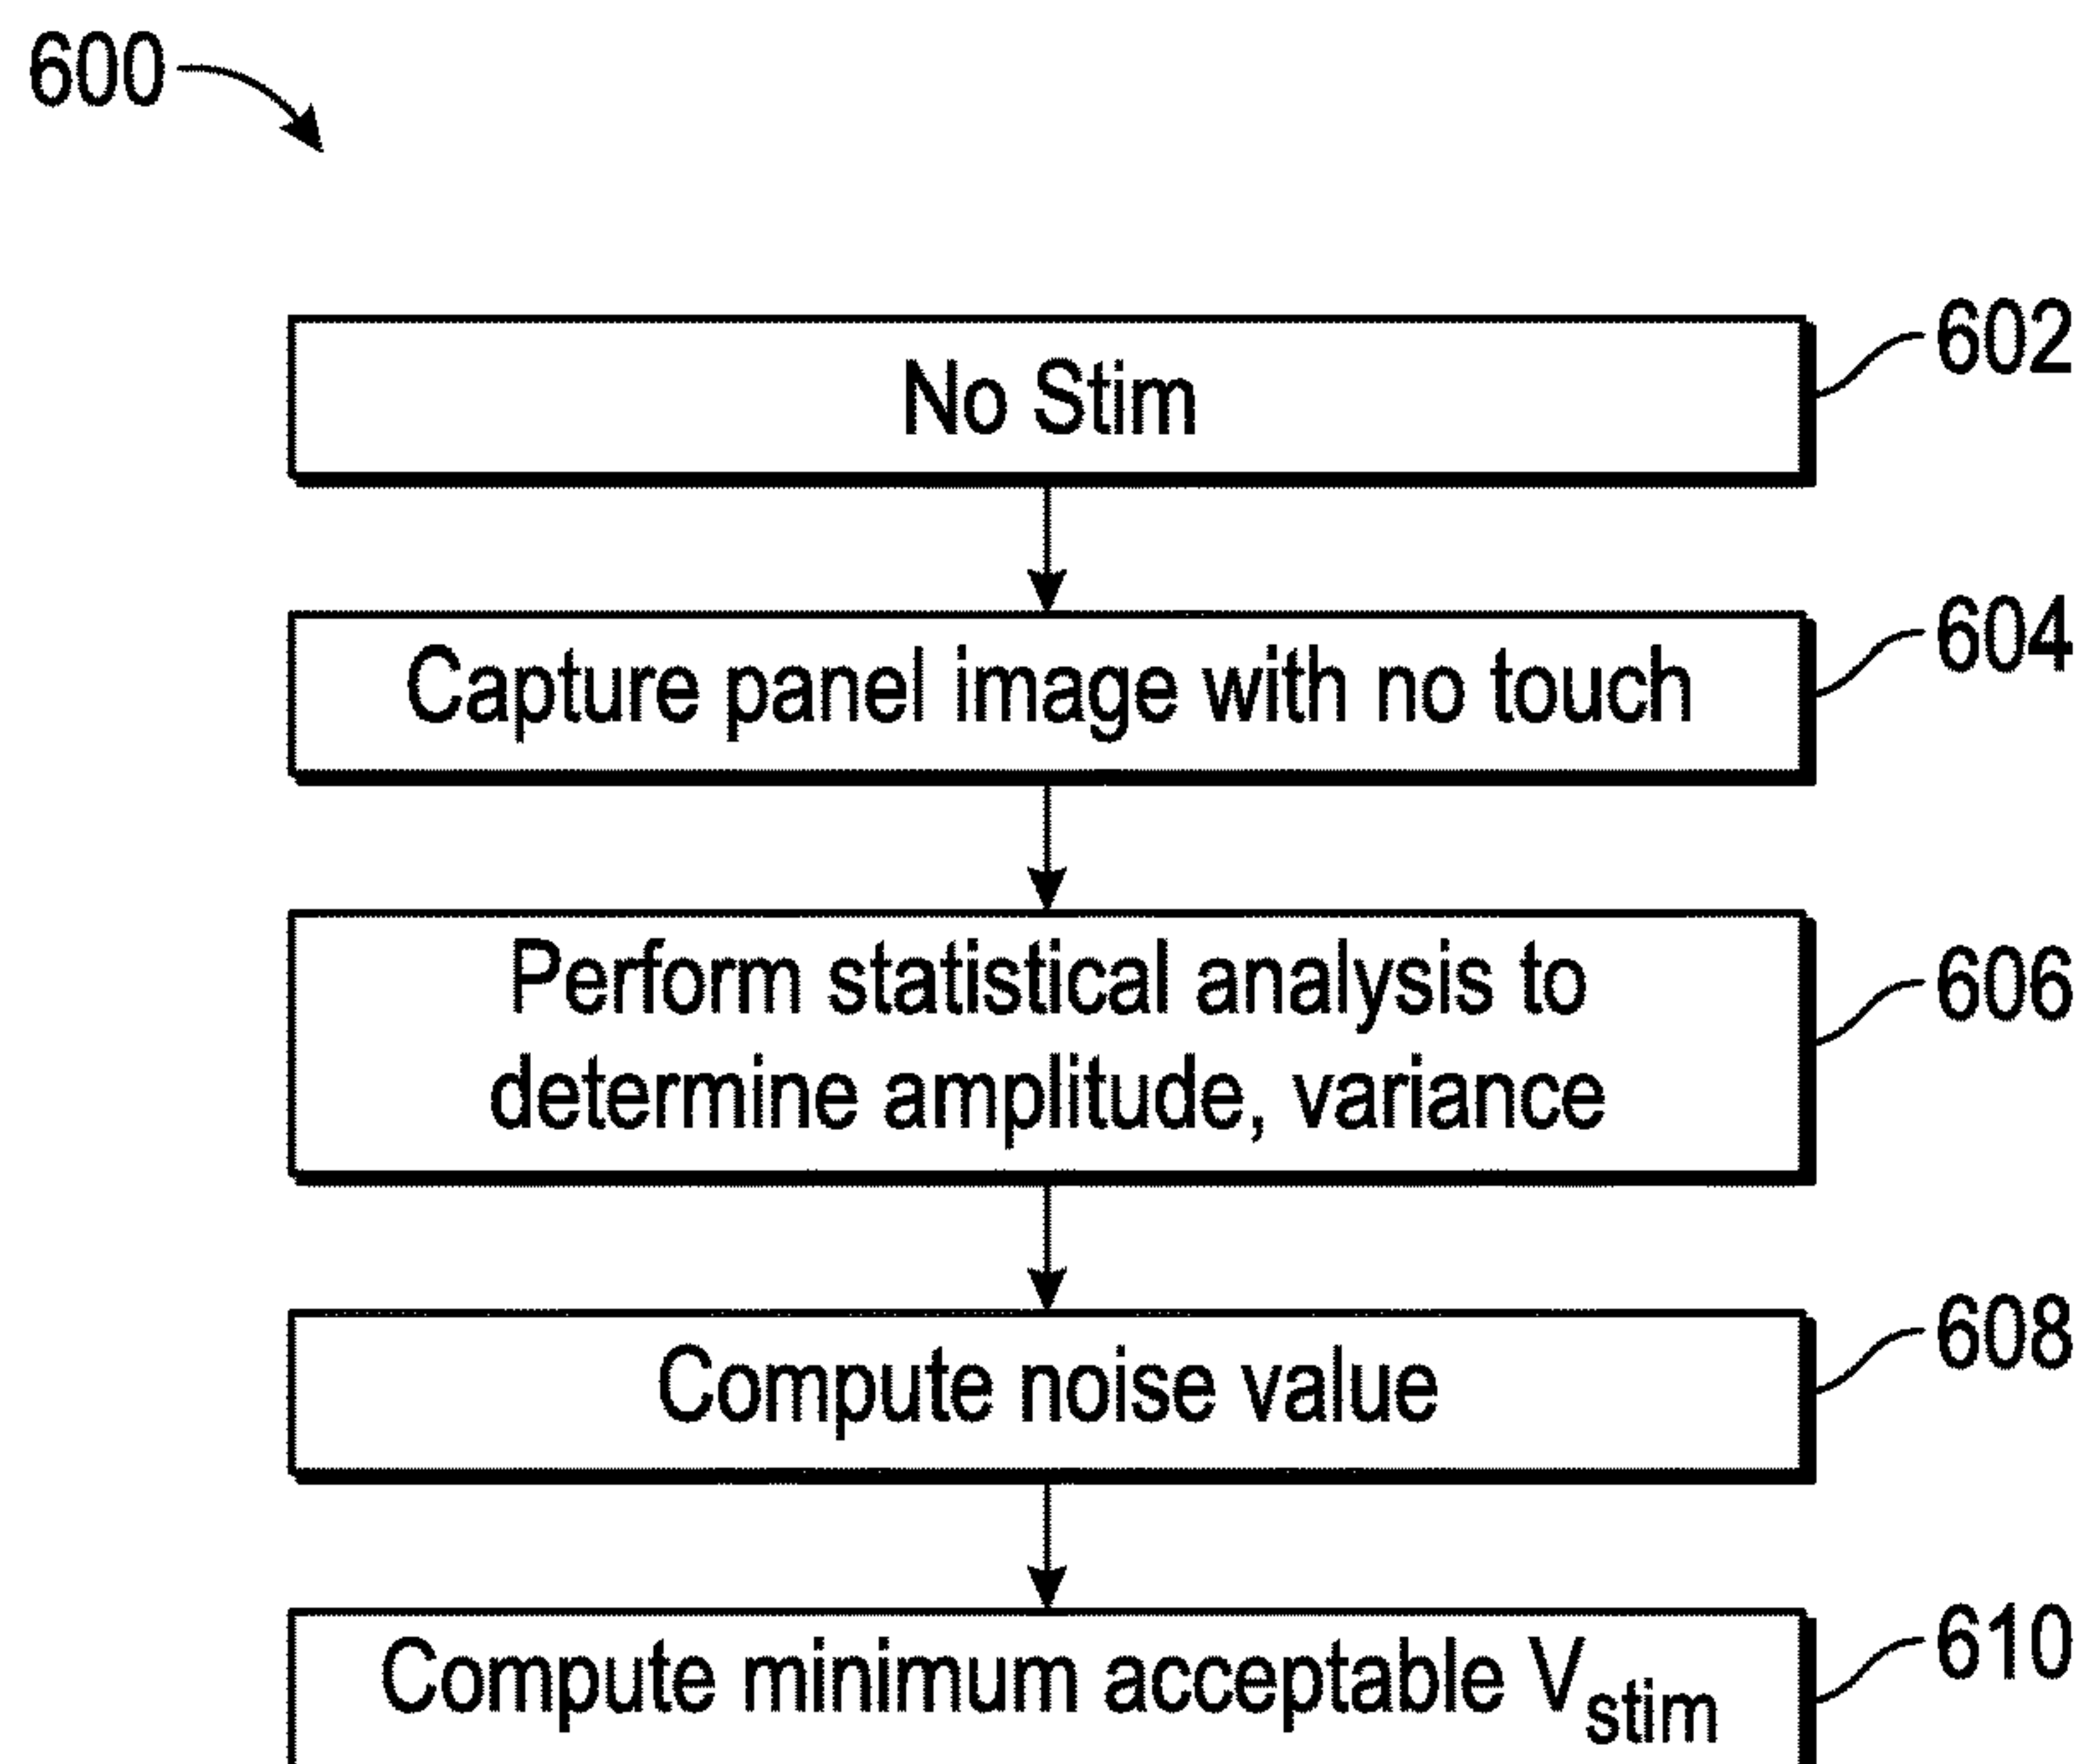 600
602
No Stim
604
Capture panel image with no touch
606
Perform statistical analysis to
determine amplitude, variance
608
Compute noise value
610
Compute minimum acceptable Vstim